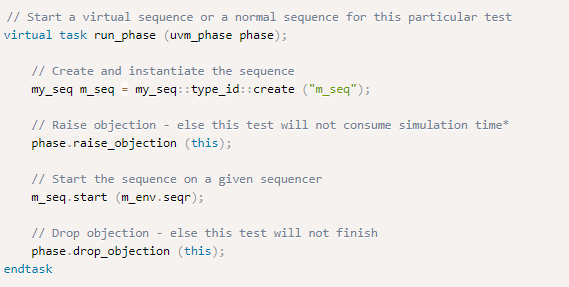 // Start a virtual sequence or a normal sequence for this particular test
virtual task run_phase (uvm_phase phase);
// Create and instantiate the sequence
my_seq m_seq = my_seq::type_id::create ("m_seq");
// Raise objection - else this test will not consume simulation time*
phase.raise_objection (this);
// Start the sequence on a given sequencer
m_seq.start (m_env.seqr);
// Drop objection - else this test will not finish
phase.drop_objection (this);
endtask